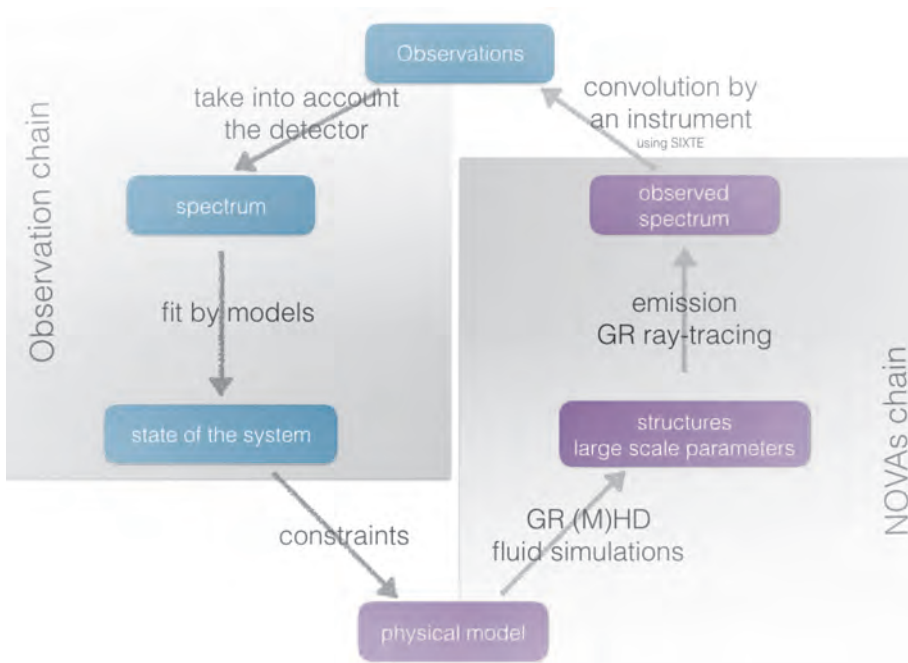 Observations
take into account
the detector
convolution by
an instrument
using SIXTE
Observation chain
spectrum
observed
spectrum
fit by models
emission
GR ray-tracing
state of the system
structures
large scale parameters
NOVAs chain
constraints
GR (M)HD
fluid simulations
physical model